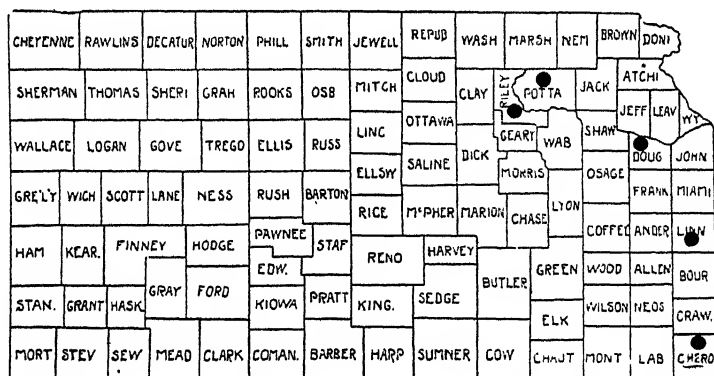 CHEYENNE RAWLINS DECATUR NORTON PHILL SMITH JEWELL REPUB WASH MARSH NEM BROWN DONI
SHERMAN THOMAS SHERI GRAH ROOKS OSB MITCH CLOUD CLAY RILEY POTTA JACK ATCHI
JEFF LEAV WY
WALLACE LOGAN GOVE TREGO ELLIS RUSS LINC OTTAWA GEARY WAB SHAW DOUG JOHN
ELLSW SALINE DICK MORRIS OSAGE
GRE'LY WICH SCOTT LANE NESS RUSH BARTON RICE McPHER MARION CHASE LYON FRANK MIAMI
HAM KEAR. FINNEY HODGE PAWNEE STAF RENO HARVEY COFFEE ANDER LINN
EDW.
STAN. GRANT HASK. GRAY FORD KIOWA PRATT KING. SEDGE BUTLER GREEN WOOD ALLEN BOUR
ELK WILSON NEOS CRAW.
MORT STEV SEW MEAD CLARK COMAN. BARBER HARP SUMNER COW CHAUT MONT LAB CHERO